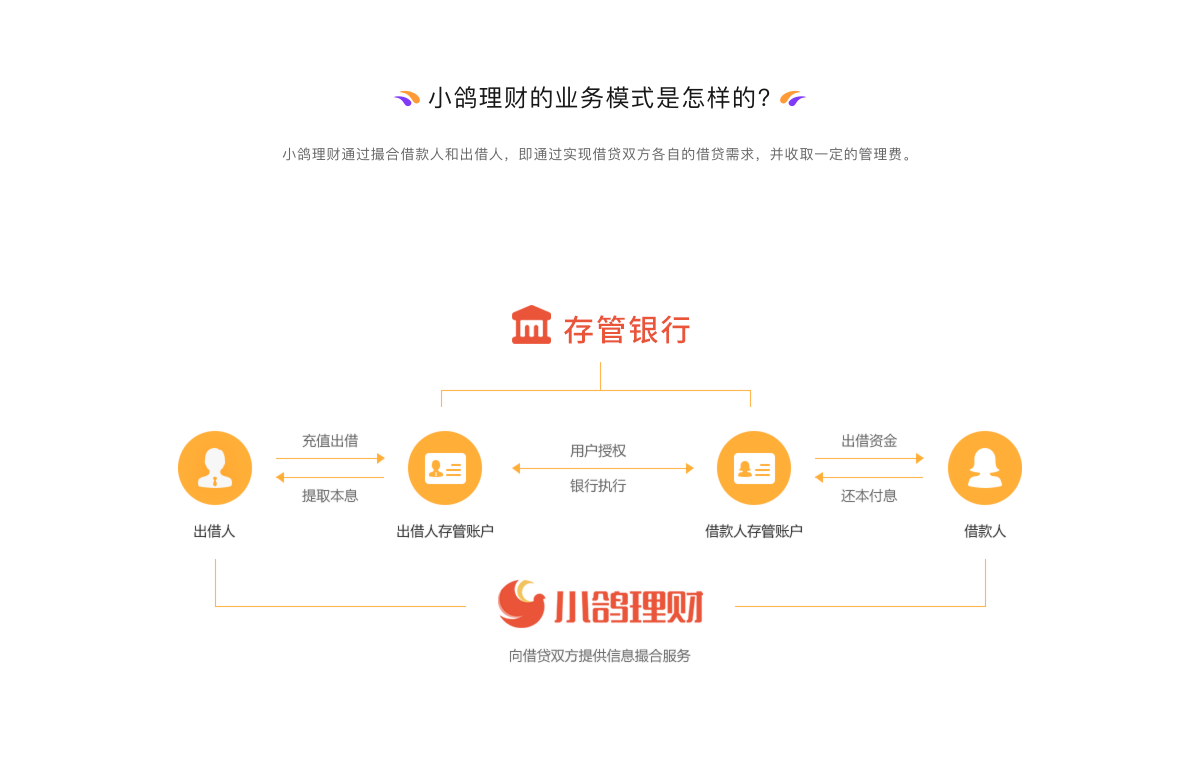 小鸽理财的业务模式是怎样的?
小鸽理财通过撮合借款人和出借人，即通过实现借贷双方各自的借贷需求，并收取一定的管理费。
存管银行
充值出借
提取本息
用户授权
银行执行
出借资金
还本付息
出借人
出借人存管账户
借款人存管账户
借款人
小鸽理财
向借贷双方提供信息撮合服务